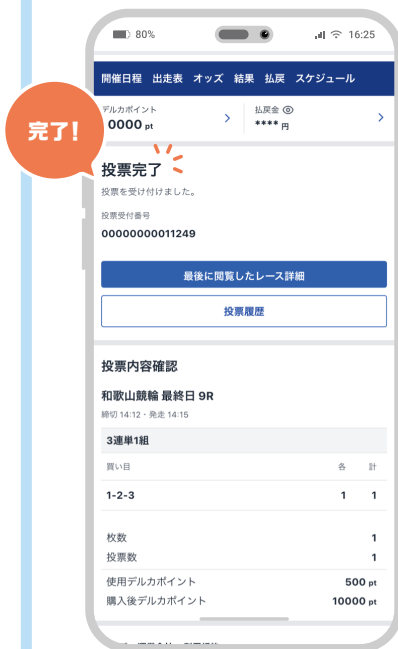 80%
16:25
開催日程 出走表 オッズ 結果 払戻 スケジュール
デルカポイント
0000 pt
払戻金
**** 円
完了!
投票完了
投票を受け付けました。
投票受付番号
00000000011249
最後に閲覧したレース詳細
投票履歴
投票内容確認
和歌山競輪 最終日 9R
締切 14:12・発走 14:15
3連単1組
買い目 各 計
1-2-3 1 1
枚数 1
投票数 1
使用デルカポイント 500 pt
購入後デルカポイント 10000 pt